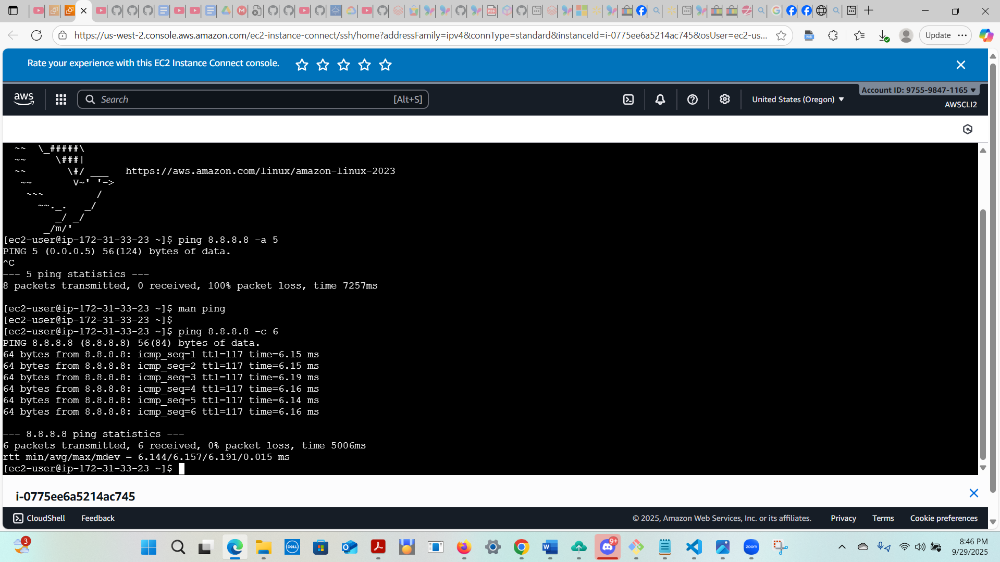 https://us-west-2.console.aws.amazon.com/ec2-instance-connect/ssh/home?addressFamily=ipv4&connType=standard&instanceId=i-0775ee6a5214ac745&osUser=ec2-us...
Update
Rate your experience with this EC2 Instance Connect console.
aws
Search
[Alt+S]
United States (Oregon)
Account ID: 9755-9847-1165
AWSCLI2
~~  \_#####\
~~     \###|
~~       \#/ ___   https://aws.amazon.com/linux/amazon-linux-2023
~~       V~' '->
~~~         /
~~._.   _/
_/ _/
_/m/'
[ec2-user@ip-172-31-33-23 ~]$ ping 8.8.8.8 -a 5
PING 5 (0.0.0.5) 56(124) bytes of data.
^C
--- 5 ping statistics ---
8 packets transmitted, 0 received, 100% packet loss, time 7257ms
[ec2-user@ip-172-31-33-23 ~]$ man ping
[ec2-user@ip-172-31-33-23 ~]$
[ec2-user@ip-172-31-33-23 ~]$ ping 8.8.8.8 -c 6
PING 8.8.8.8 (8.8.8.8) 56(84) bytes of data.
64 bytes from 8.8.8.8: icmp_seq=1 ttl=117 time=6.15 ms
64 bytes from 8.8.8.8: icmp_seq=2 ttl=117 time=6.15 ms
64 bytes from 8.8.8.8: icmp_seq=3 ttl=117 time=6.19 ms
64 bytes from 8.8.8.8: icmp_seq=4 ttl=117 time=6.16 ms
64 bytes from 8.8.8.8: icmp_seq=5 ttl=117 time=6.14 ms
64 bytes from 8.8.8.8: icmp_seq=6 ttl=117 time=6.16 ms
--- 8.8.8.8 ping statistics ---
6 packets transmitted, 6 received, 0% packet loss, time 5006ms
rtt min/avg/max/mdev = 6.144/6.157/6.191/0.015 ms
[ec2-user@ip-172-31-33-23 ~]$
i-0775ee6a5214ac745
CloudShell
Feedback
© 2025, Amazon Web Services, Inc. or its affiliates.
Privacy
Terms
Cookie preferences
3
DELL
9+
zoom
8:46 PM
9/29/2025